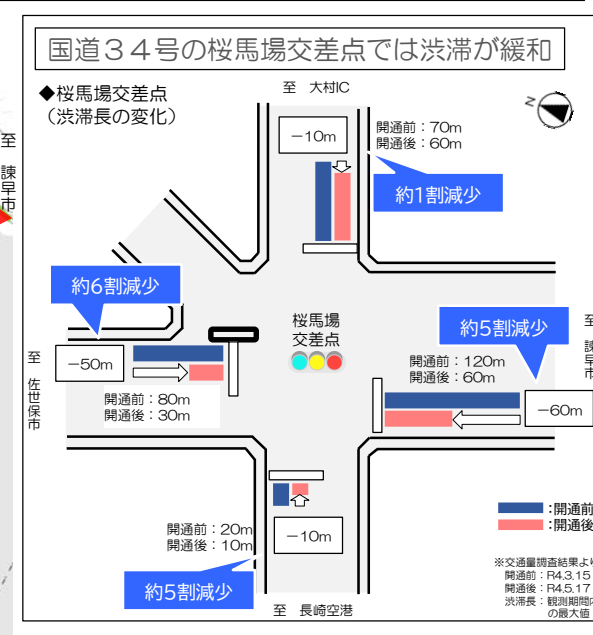 国道３４号の桜馬場交差点では渋滞が緩和
◆桜馬場交差点
（渋滞長の変化）
至 大村IC
N
－10m
開通前：70m
開通後：60m
約1割減少
至 諫早市
約6割減少
桜馬場
交差点
約5割減少
至 諫早市
至 佐世保市
－50m
開通前：80m
開通後：30m
開通前：120m
開通後：60m
－60m
開通前：20m
開通後：10m
－10m
約5割減少
至 長崎空港
:開通前
:開通後
※交通量調査結果より
開通前：R4.3.15
開通後：R4.5.17
渋滞長：観測期間内
の最大値